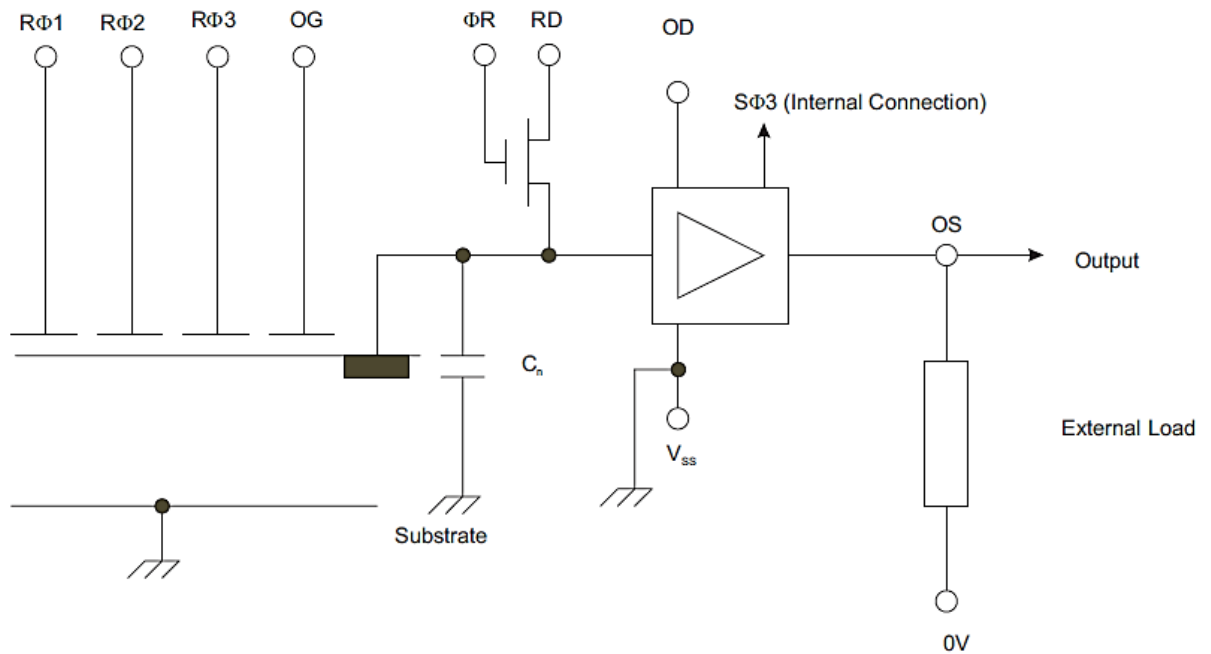 RΦ1
RΦ2
RΦ3
OG
ΦR
RD
OD
SΦ3 (Internal Connection)
OS
Output
Cn
External Load
Vss
Substrate
0V